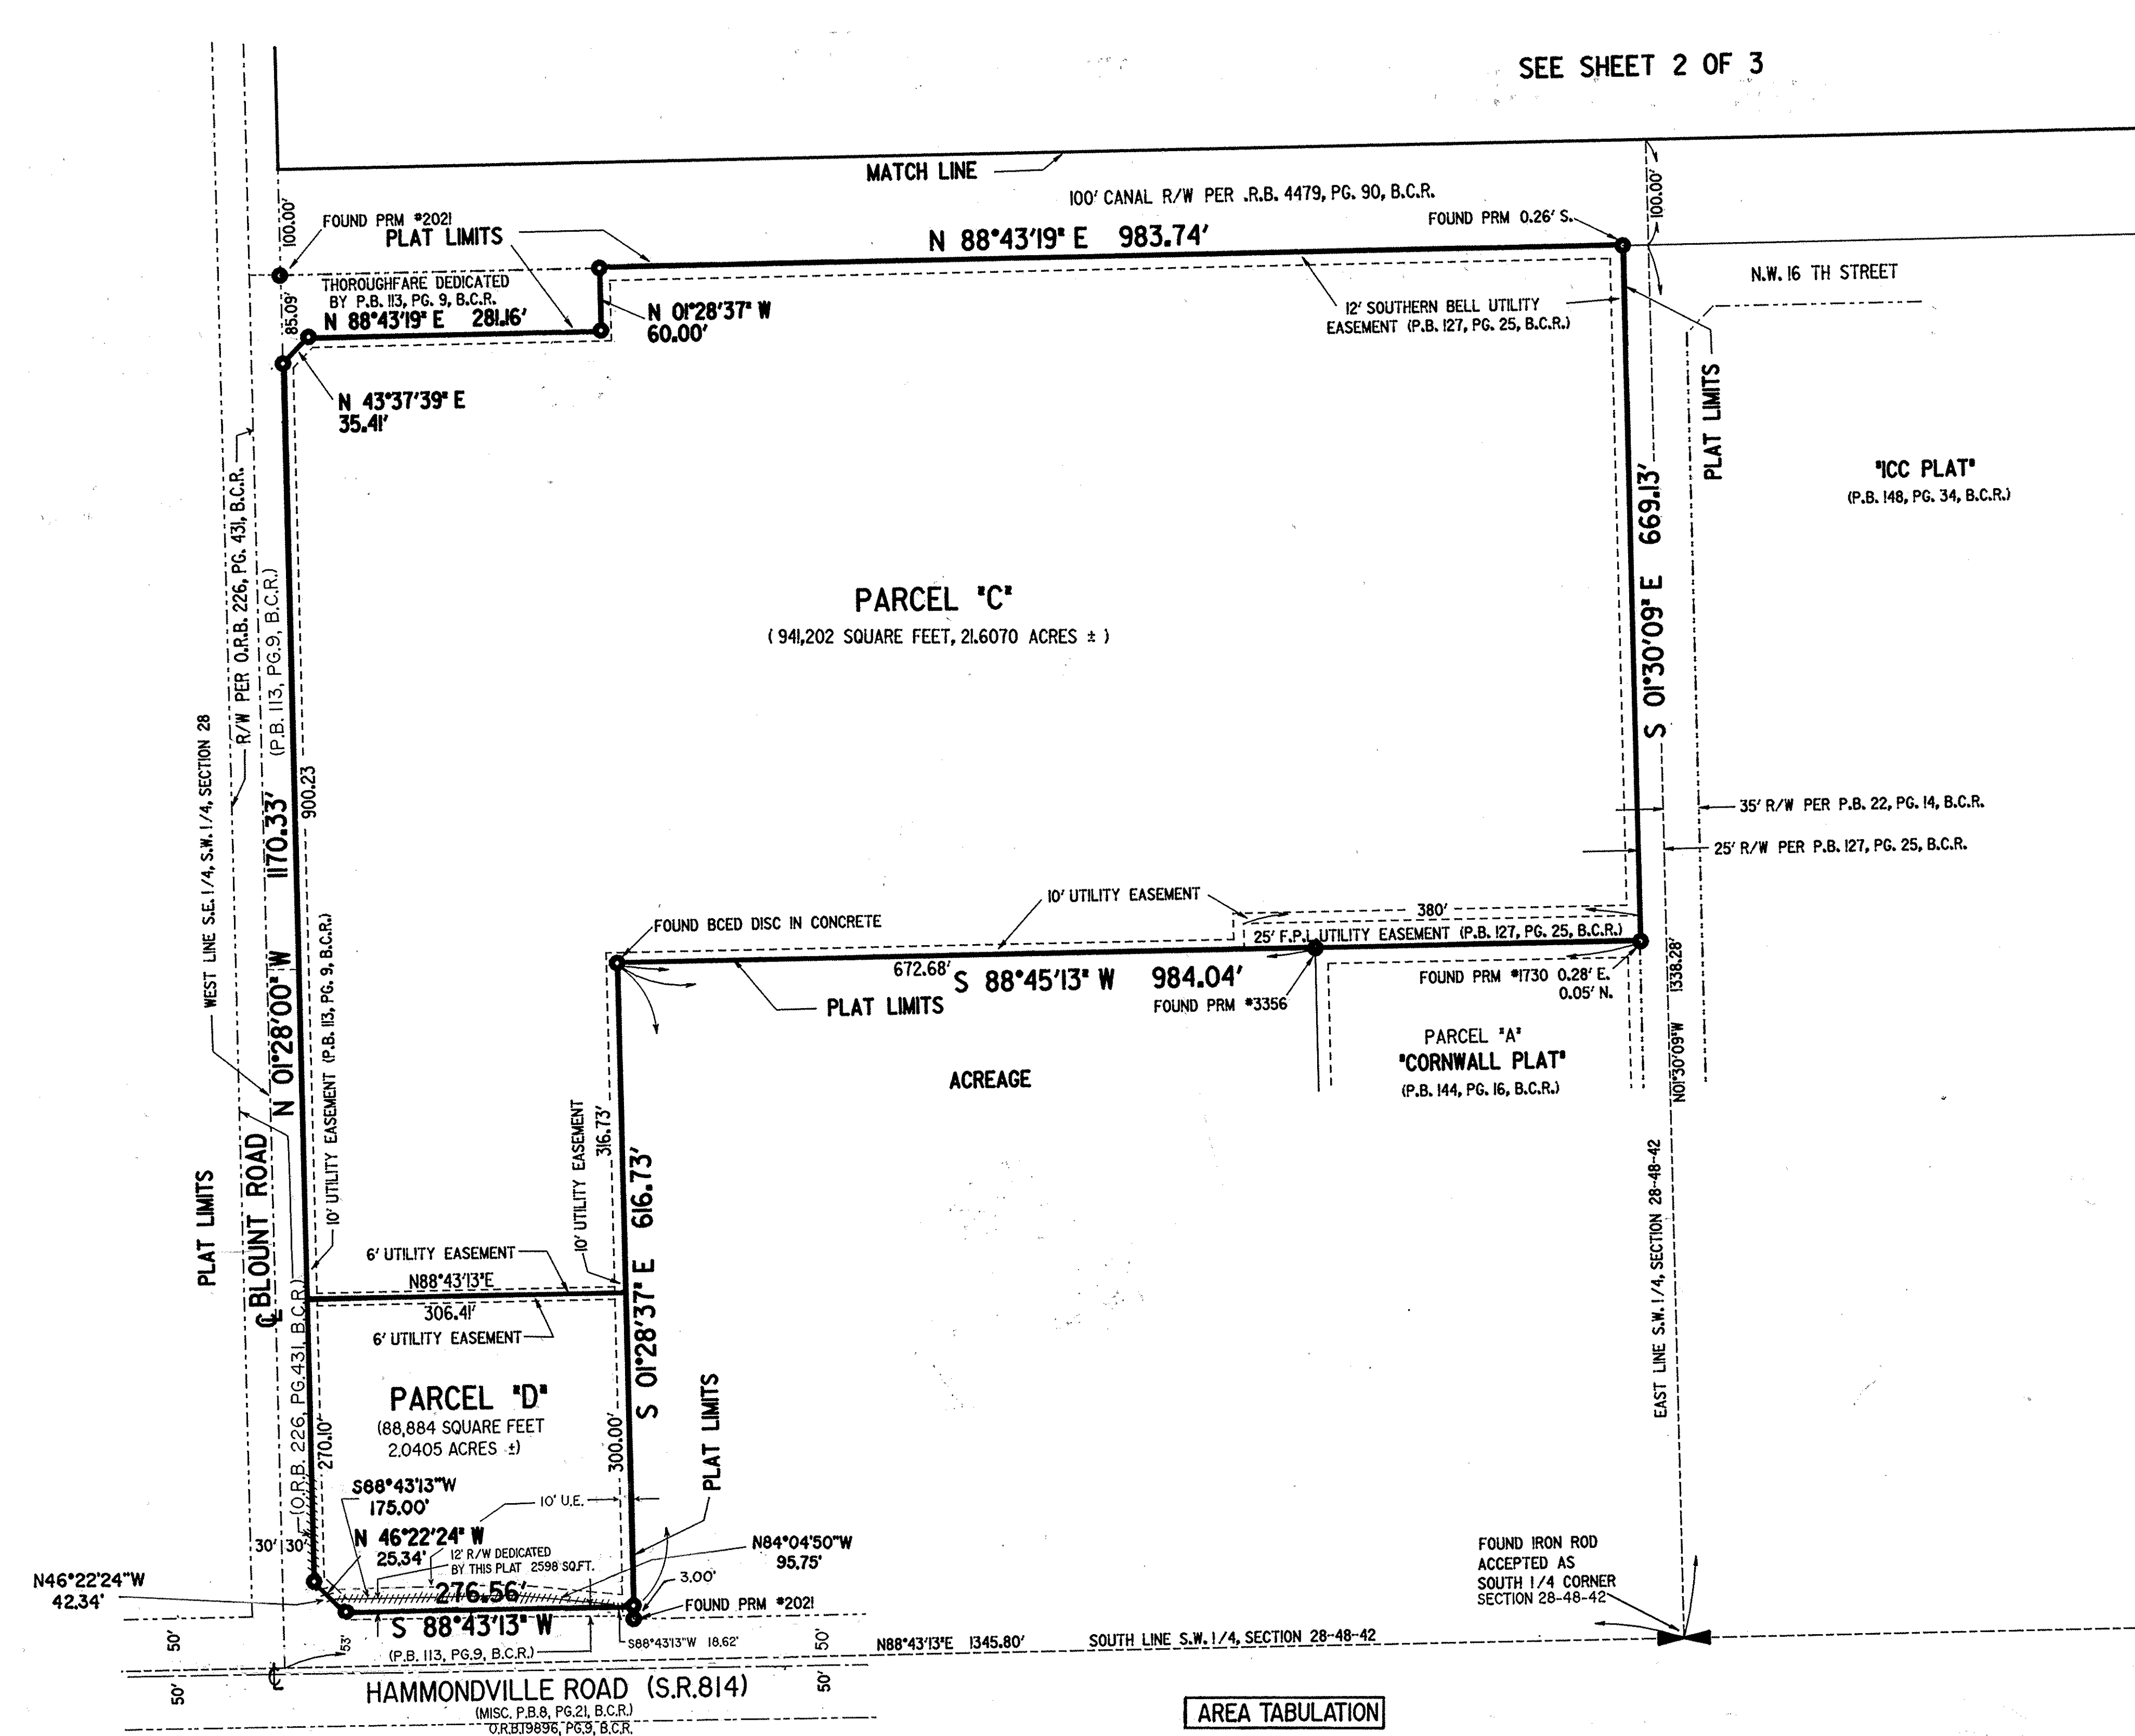 SEE SHEET 2 OF 3
MATCH LINE
100' CANAL R/W PER .R.B. 4479, PG. 90, B.C.R.
100.00'
100.00'
FOUND PRM #2021
PLAT LIMITS
N 88°43'19" E 983.74'
FOUND PRM 0.26' S.
N.W. 16 TH STREET
THOROUGHFARE DEDICATED
BY P.B. 113, PG. 9, B.C.R.
N 88°43'19" E 281.16'
85.09'
N 01°28'37" W
60.00'
12' SOUTHERN BELL UTILITY
EASEMENT (P.B. 127, PG. 25, B.C.R.)
N 43°37'39" E
35.41'
PLAT LIMITS
"ICC PLAT"
(P.B. 148, PG. 34, B.C.R.)
S 01°30'09" E 669.13'
R/W PER O.R.B. 226, PG. 431, B.C.R.
(P.B. 113, PG.9, B.C.R.)
PARCEL "C"
( 941,202 SQUARE FEET, 21.6070 ACRES ± )
WEST LINE S.E.1/4, S.W.1/4, SECTION 28
N 01°28'00" W 1170.33'
900.23
35' R/W PER P.B. 22, PG. 14, B.C.R.
25' R/W PER P.B. 127, PG. 25, B.C.R.
10' UTILITY EASEMENT (P.B. 113, PG. 9, B.C.R.)
10' UTILITY EASEMENT
380'
FOUND BCED DISC IN CONCRETE
25' F.P.L UTILITY EASEMENT (P.B. 127, PG. 25, B.C.R.)
672.68'
S 88°45'13" W 984.04'
PLAT LIMITS
FOUND PRM #3356
FOUND PRM #1730 0.28' E.
0.05' N.
1338.28'
N01°30'09"W
PARCEL "A"
"CORNWALL PLAT"
(P.B. 144, PG. 16, B.C.R.)
ACREAGE
316.73'
10' UTILITY EASEMENT
S 01°28'37" E 616.73'
EAST LINE S.W. 1/4, SECTION 28-48-42
PLAT LIMITS
℄ BLOUNT ROAD
6' UTILITY EASEMENT
N88°43'13"E
306.41'
6' UTILITY EASEMENT
(O.R.B. 226, PG.431, B.C.R.)
PARCEL "D"
(88,884 SQUARE FEET
2.0405 ACRES ±)
270.10'
300.00'
PLAT LIMITS
S88°43'13"W
175.00'
10' U.E.
N 46°22'24" W
25.34'
12' R/W DEDICATED
BY THIS PLAT 2598 SQ.FT.
N84°04'50"W
95.75'
30' 30'
N46°22'24"W
42.34'
3.00'
276.56'
FOUND PRM #2021
FOUND IRON ROD
ACCEPTED AS
SOUTH 1/4 CORNER
SECTION 28-48-42
S 88°43'13" W
(P.B. 113, PG.9, B.C.R.)
53'
S88°43'13"W 18.62'
50'
50'
N88°43'13"E 1345.80'
SOUTH LINE S.W. 1/4, SECTION 28-48-42
℄
50'
50'
HAMMONDVILLE ROAD (S.R.814)
(MISC. P.B.8, PG.21, B.C.R.)
O.R.B.19896, PG.9, B.C.R.
AREA TABULATION